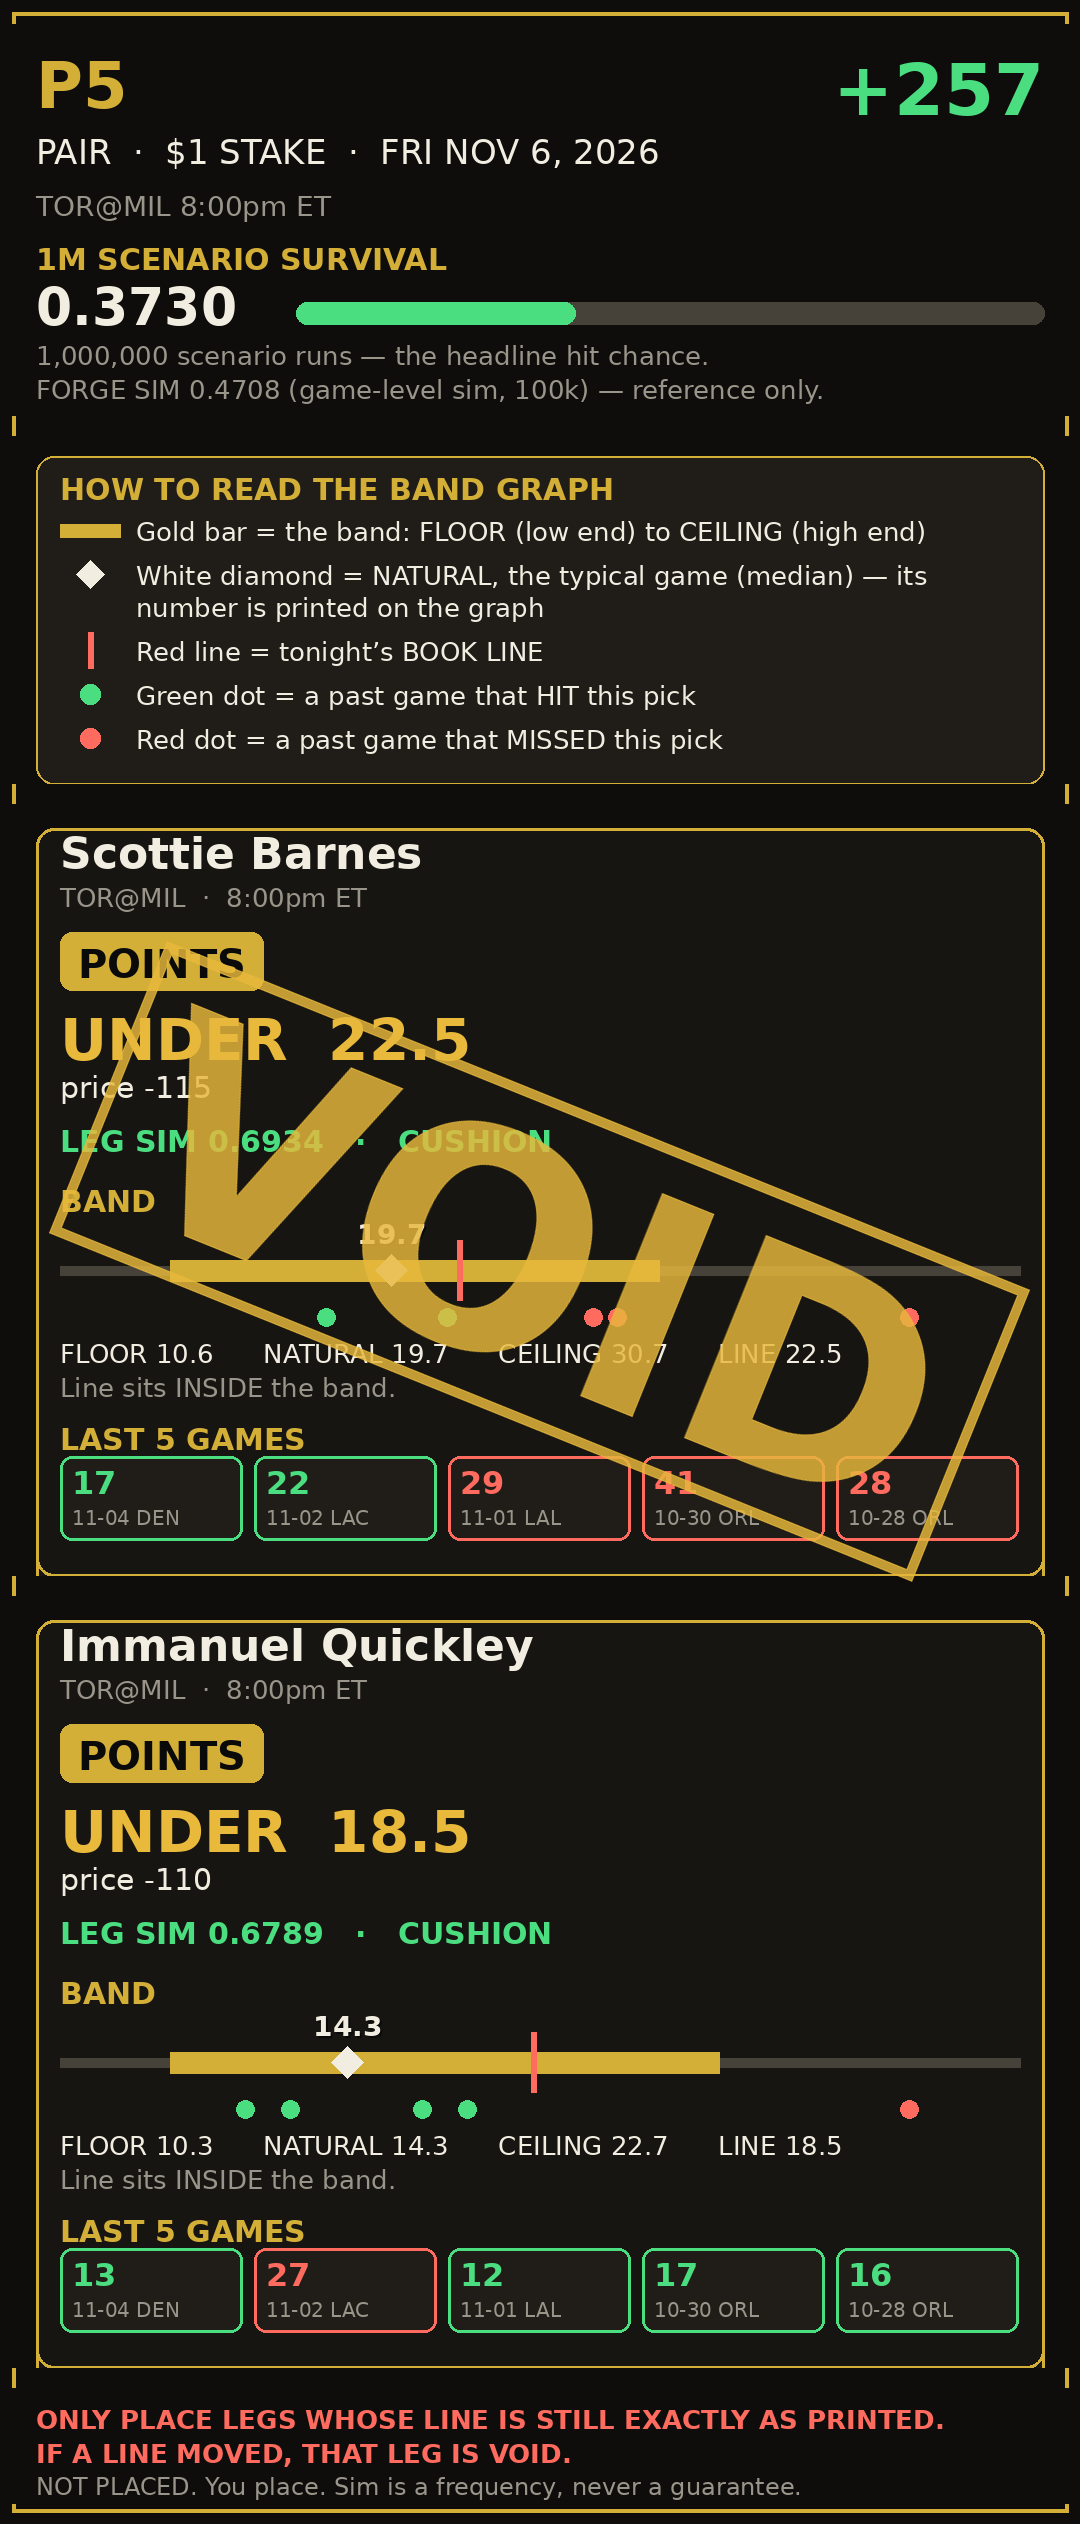 P5
+257
PAIR · $1 STAKE · FRI NOV 6, 2026
TOR@MIL 8:00pm ET
1M SCENARIO SURVIVAL
0.3730
1,000,000 scenario runs — the headline hit chance.
FORGE SIM 0.4708 (game-level sim, 100k) — reference only.
HOW TO READ THE BAND GRAPH
Gold bar = the band: FLOOR (low end) to CEILING (high end)
White diamond = NATURAL, the typical game (median) — its
number is printed on the graph
Red line = tonight’s BOOK LINE
Green dot = a past game that HIT this pick
Red dot = a past game that MISSED this pick
Scottie Barnes
TOR@MIL · 8:00pm ET
POINTS
UNDER 22.5
price -115
LEG SIM 0.6934 · CUSHION
BAND
19.7
VOID
FLOOR 10.6 NATURAL 19.7 CEILING 30.7 LINE 22.5
Line sits INSIDE the band.
LAST 5 GAMES
17 22 29 41 28
11-04 DEN 11-02 LAC 11-01 LAL 10-30 ORL 10-28 ORL
Immanuel Quickley
TOR@MIL · 8:00pm ET
POINTS
UNDER 18.5
price -110
LEG SIM 0.6789 · CUSHION
BAND
14.3
FLOOR 10.3 NATURAL 14.3 CEILING 22.7 LINE 18.5
Line sits INSIDE the band.
LAST 5 GAMES
13 27 12 17 16
11-04 DEN 11-02 LAC 11-01 LAL 10-30 ORL 10-28 ORL
ONLY PLACE LEGS WHOSE LINE IS STILL EXACTLY AS PRINTED.
IF A LINE MOVED, THAT LEG IS VOID.
NOT PLACED. You place. Sim is a frequency, never a guarantee.